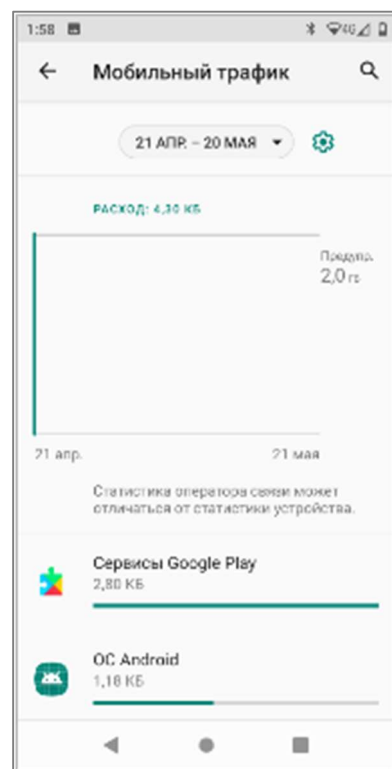 1:58 4G
Мобильный трафик
21 АПР. – 20 МАЯ
РАСХОД: 4,30 КБ
Предупр.
2,0 ГБ
21 апр. 21 мая
Статистика оператора связи может
отличаться от статистики устройства.
Сервисы Google Play
2,80 КБ
ОС Android
1,18 КБ